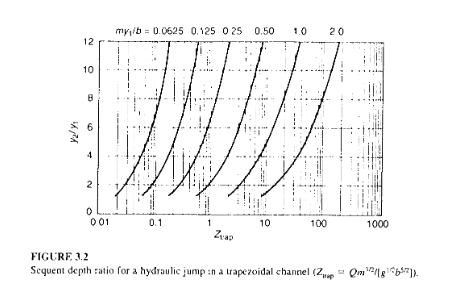 my₁/b = 0.0625 0.125 0 25 0.50 1.0 2 0
12
y₂/y₁
8
6
4
2
0
0 01 0.1 1 10 100 1000
Z_trap
FIGURE 3.2
Sequent depth ratio for a hydraulic jump in a trapezoidal channel (Z_trap = Qm^3/2/[g^1/2b^5/2]).